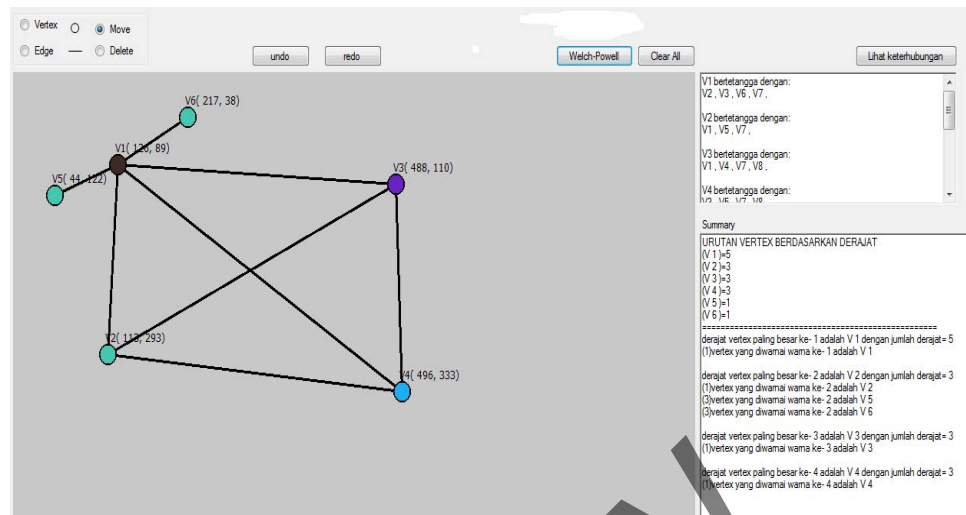 Vertex
Move
Edge
Delete
undo
redo
Welch-Powell
Clear All
Lihat keterhubungan
V6( 217, 38)
V1( 126, 89)
V3( 488, 110)
V5( 44, 122)
V2( 113, 293)
V4( 496, 333)
V1 bertetangga dengan:
V2 , V3 , V6 , V7 ,
V2 bertetangga dengan:
V1 , V5 , V7 ,
V3 bertetangga dengan:
V1 , V4 , V7 , V8 ,
V4 bertetangga dengan:
V3 V5 V7 V8
Summary
URUTAN VERTEX BERDASARKAN DERAJAT
(V 1 )=5
(V 2 )=3
(V 3 )=3
(V 4 )=3
(V 5 )=1
(V 6 )=1
====================================================
derajat vertex paling besar ke- 1 adalah V 1 dengan jumlah derajat= 5
(1)vertex yang diwarnai warna ke- 1 adalah V 1
derajat vertex paling besar ke- 2 adalah V 2 dengan jumlah derajat= 3
(1)vertex yang diwarnai warna ke- 2 adalah V 2
(3)vertex yang diwarnai warna ke- 2 adalah V 5
(3)vertex yang diwarnai warna ke- 2 adalah V 6
derajat vertex paling besar ke- 3 adalah V 3 dengan jumlah derajat= 3
(1)vertex yang diwarnai warna ke- 3 adalah V 3
derajat vertex paling besar ke- 4 adalah V 4 dengan jumlah derajat= 3
(1)vertex yang diwarnai warna ke- 4 adalah V 4